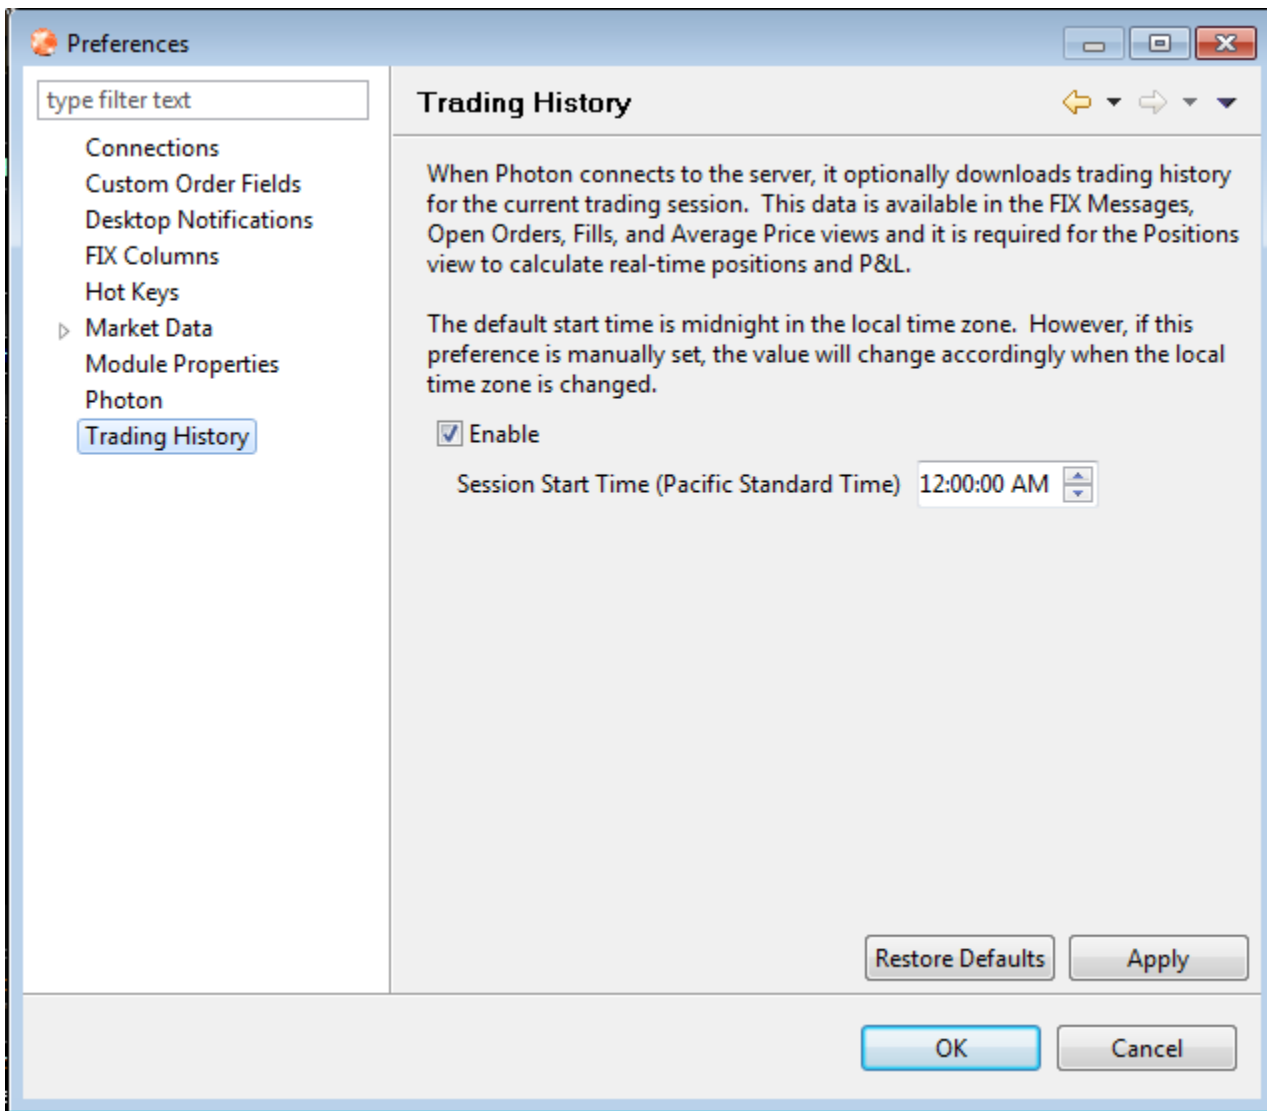 Preferences
type filter text
Connections
Custom Order Fields
Desktop Notifications
FIX Columns
Hot Keys
Market Data
Module Properties
Photon
Trading History
Trading History
When Photon connects to the server, it optionally downloads trading history
for the current trading session.  This data is available in the FIX Messages,
Open Orders, Fills, and Average Price views and it is required for the Positions
view to calculate real-time positions and P&L.
The default start time is midnight in the local time zone.  However, if this
preference is manually set, the value will change accordingly when the local
time zone is changed.
Enable
Session Start Time (Pacific Standard Time) 12:00:00 AM
Restore Defaults Apply
OK Cancel